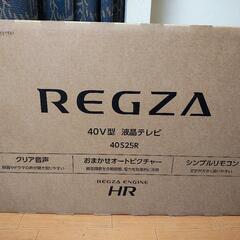 REGZA
40V型 液晶テレビ
40S25R
クリア音声
おまかせオートピクチャー
シンプルリモコン
REGZA ENGINE
HR